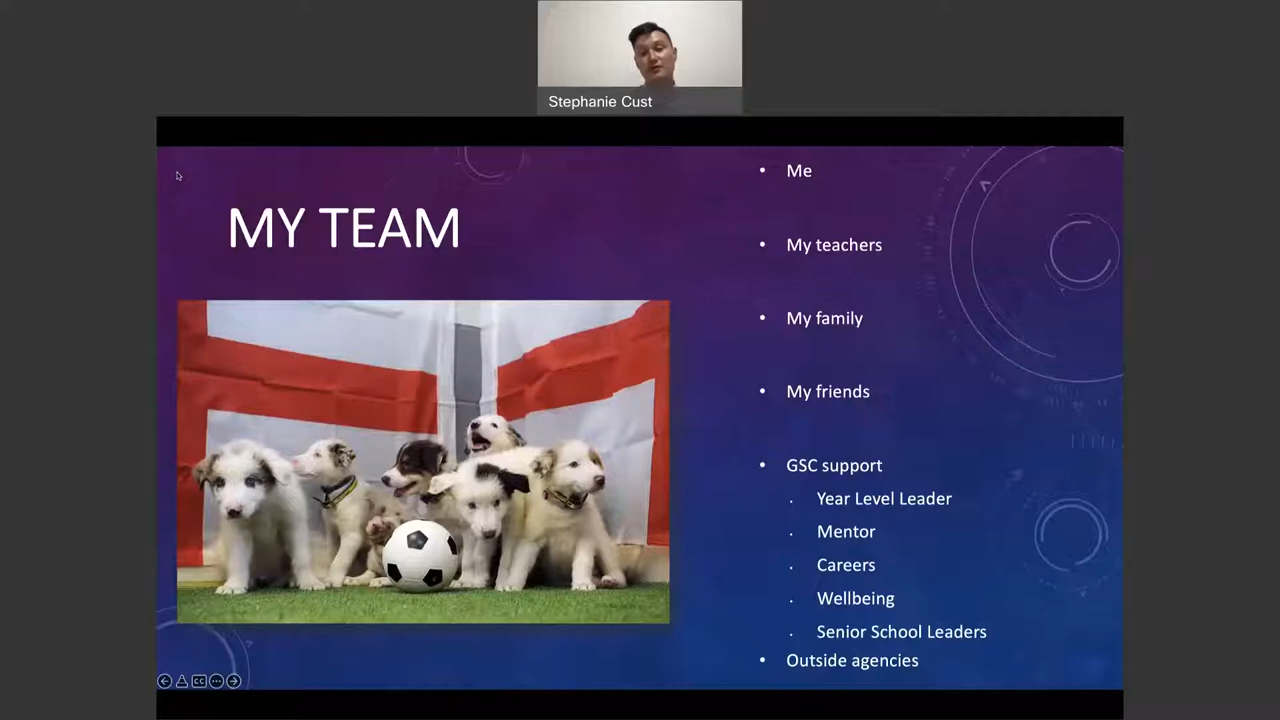 Stephanie Cust
MY TEAM
• Me
• My teachers
• My family
• My friends
• GSC support
• Year Level Leader
• Mentor
• Careers
• Wellbeing
• Senior School Leaders
• Outside agencies
CC